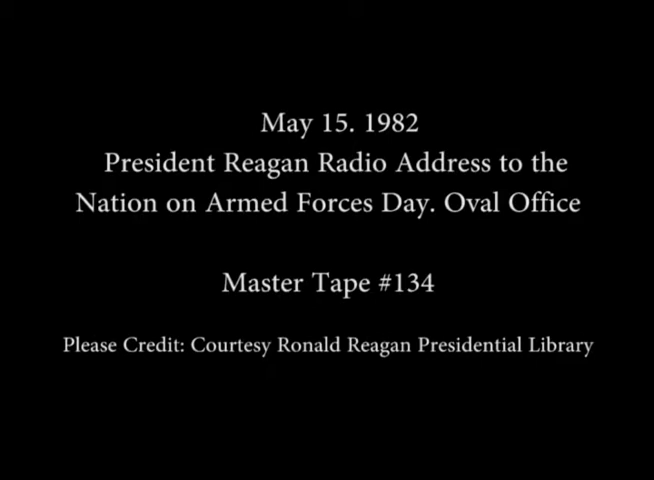 May 15. 1982
President Reagan Radio Address to the
Nation on Armed Forces Day. Oval Office
Master Tape #134
Please Credit: Courtesy Ronald Reagan Presidential Library